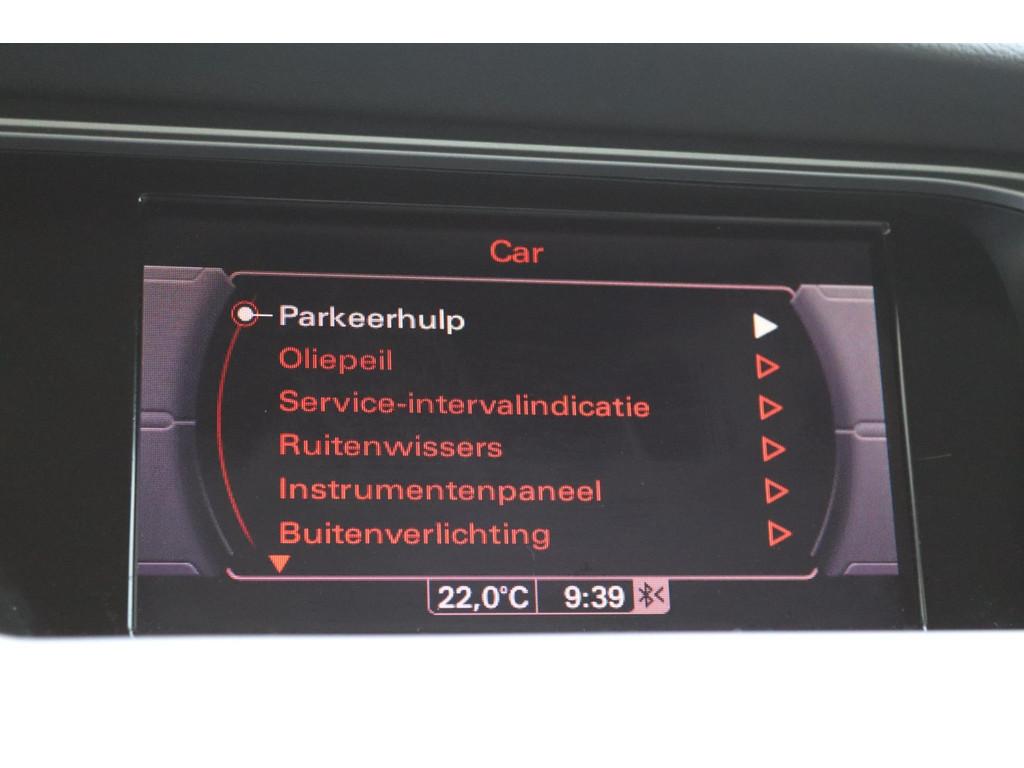 Car
Parkeerhulp
Oliepeil
Service-intervalindicatie
Ruitenwissers
Instrumentenpaneel
Buitenverlichting
22,0°C 9:39